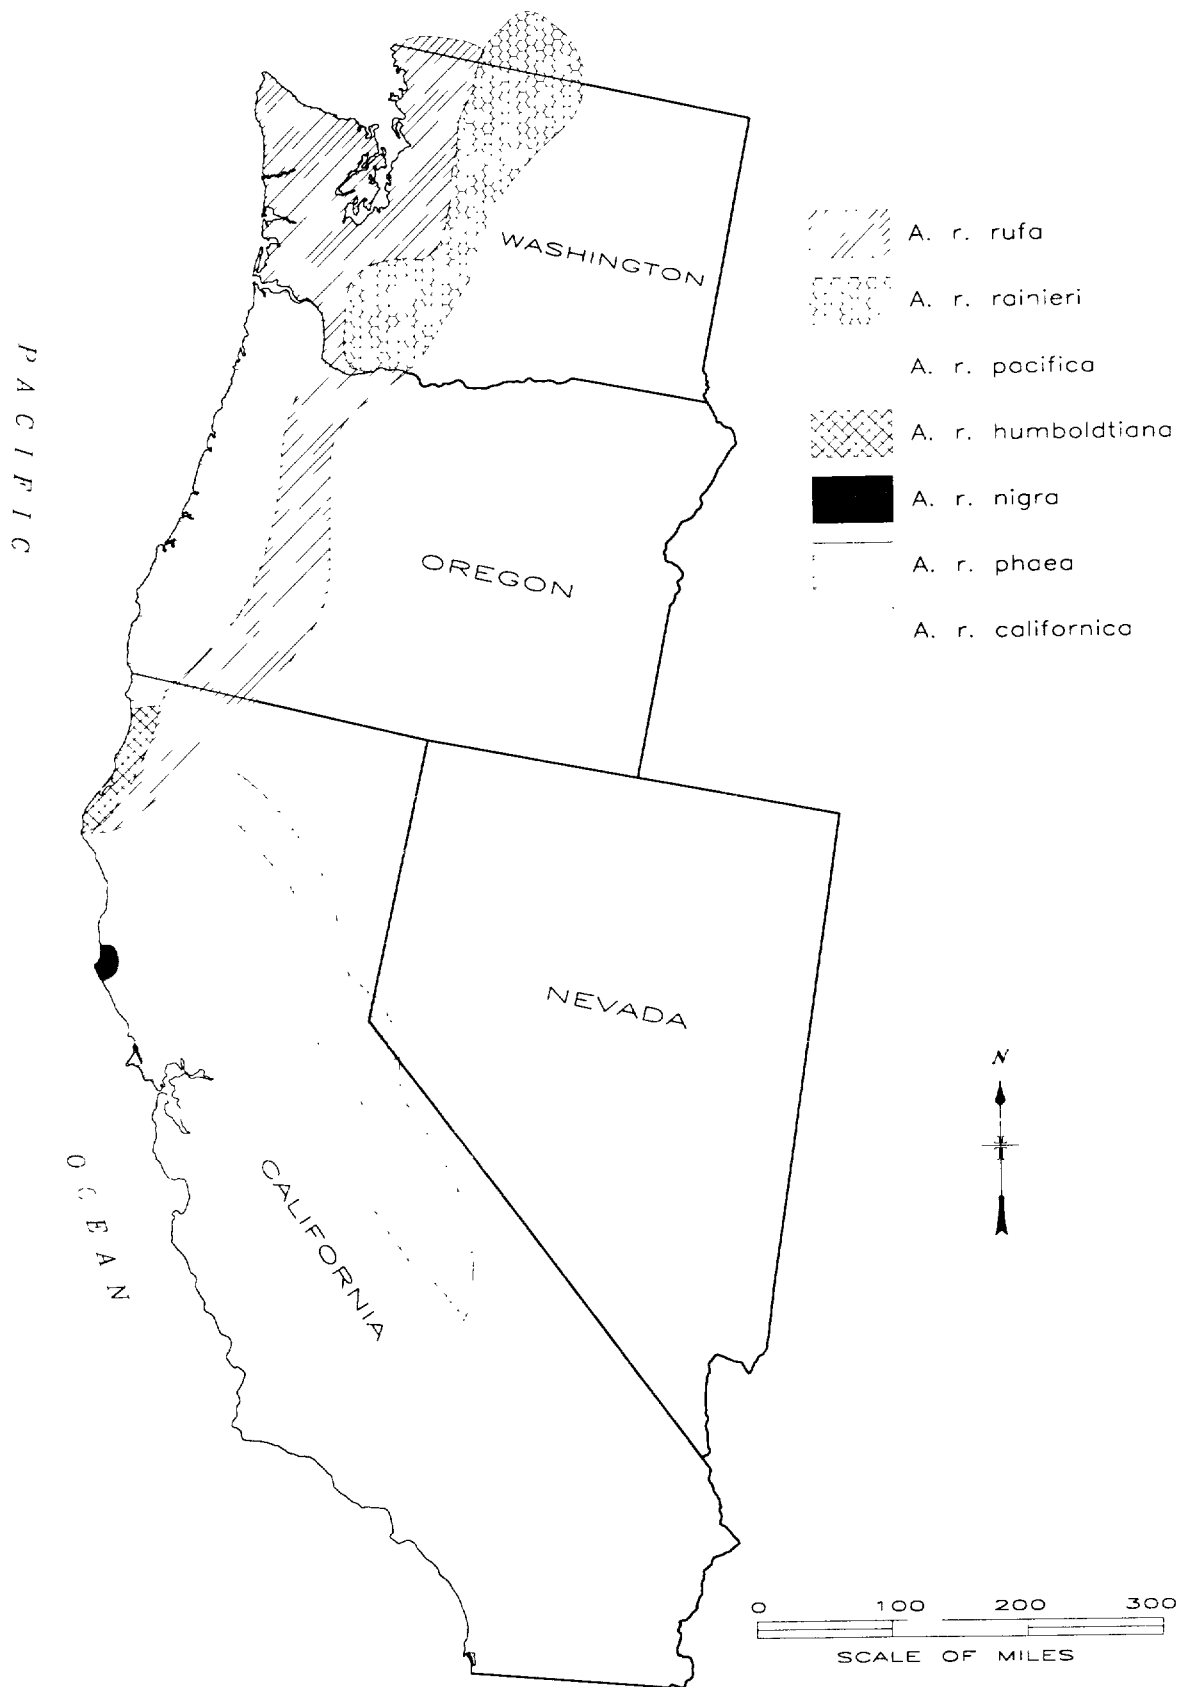 WASHINGTON
OREGON
NEVADA
CALIFORNIA
PACIFIC
OCEAN
A. r. rufa
A. r. rainieri
A. r. pacifica
A. r. humboldtiana
A. r. nigra
A. r. phaea
A. r. californica
N
0 100 200 300
SCALE OF MILES